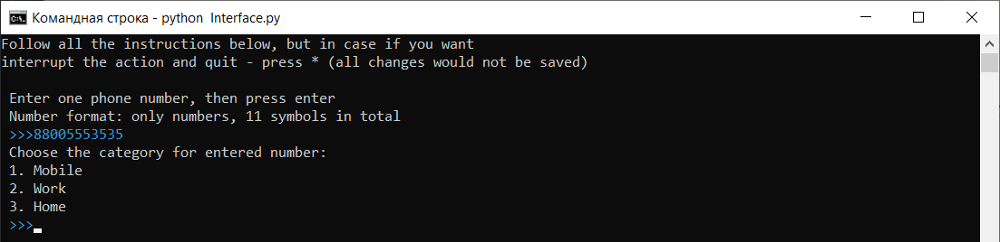 Командная строка - python  Interface.py
Follow all the instructions below, but in case if you want
interrupt the action and quit - press * (all changes would not be saved)
Enter one phone number, then press enter
Number format: only numbers, 11 symbols in total
>>>88005553535
Choose the category for entered number:
1. Mobile
2. Work
3. Home
>>>